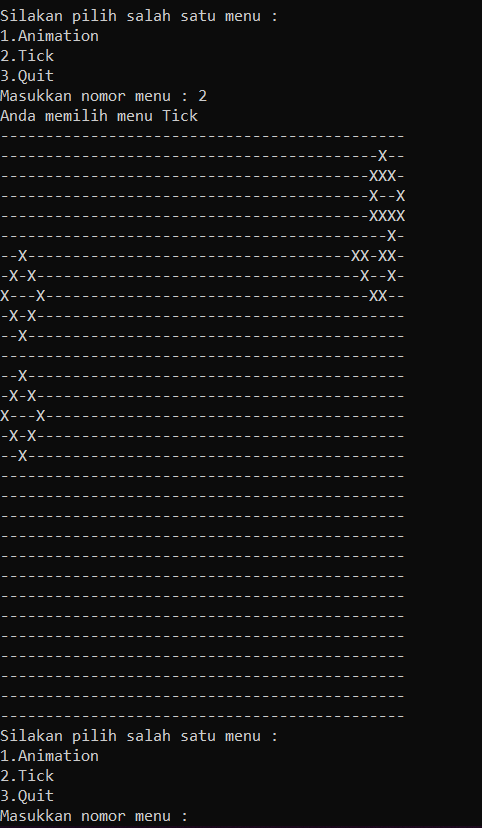 Silakan pilih salah satu menu :
1.Animation
2.Tick
3.Quit
Masukkan nomor menu : 2
Anda memilih menu Tick
---------------------------------------------
------------------------------------------X--
-----------------------------------------XXX-
-----------------------------------------X--X
-----------------------------------------XXXX
-------------------------------------------X-
--X------------------------------------XX-XX-
-X-X------------------------------------X--X-
X---X------------------------------------XX--
-X-X-----------------------------------------
--X------------------------------------------
---------------------------------------------
--X------------------------------------------
-X-X-----------------------------------------
X---X----------------------------------------
-X-X-----------------------------------------
--X------------------------------------------
---------------------------------------------
---------------------------------------------
---------------------------------------------
---------------------------------------------
---------------------------------------------
---------------------------------------------
---------------------------------------------
---------------------------------------------
---------------------------------------------
---------------------------------------------
---------------------------------------------
---------------------------------------------
---------------------------------------------
Silakan pilih salah satu menu :
1.Animation
2.Tick
3.Quit
Masukkan nomor menu :